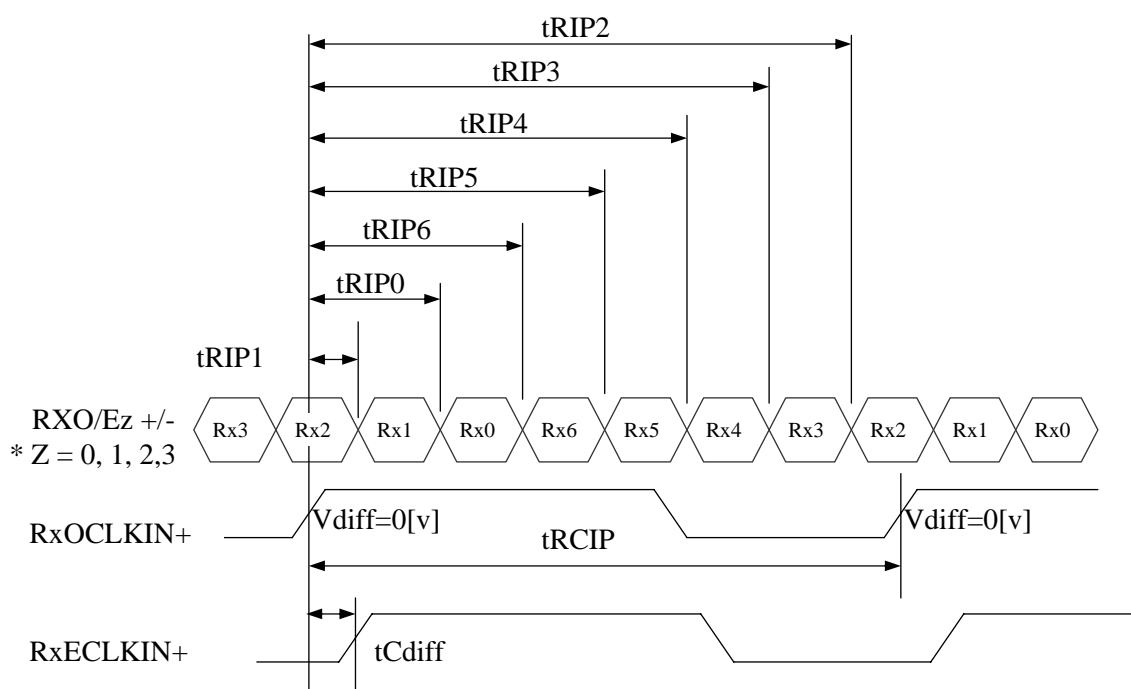 tRIP2
tRIP3
tRIP4
tRIP5
tRIP6
tRIP0
tRIP1
RXO/Ez +/-
* Z = 0, 1, 2,3
Rx3 Rx2 Rx1 Rx0 Rx6 Rx5 Rx4 Rx3 Rx2 Rx1 Rx0
RxOCLKIN+
Vdiff=0[v] Vdiff=0[v]
tRCIP
RxECLKIN+
tCdiff